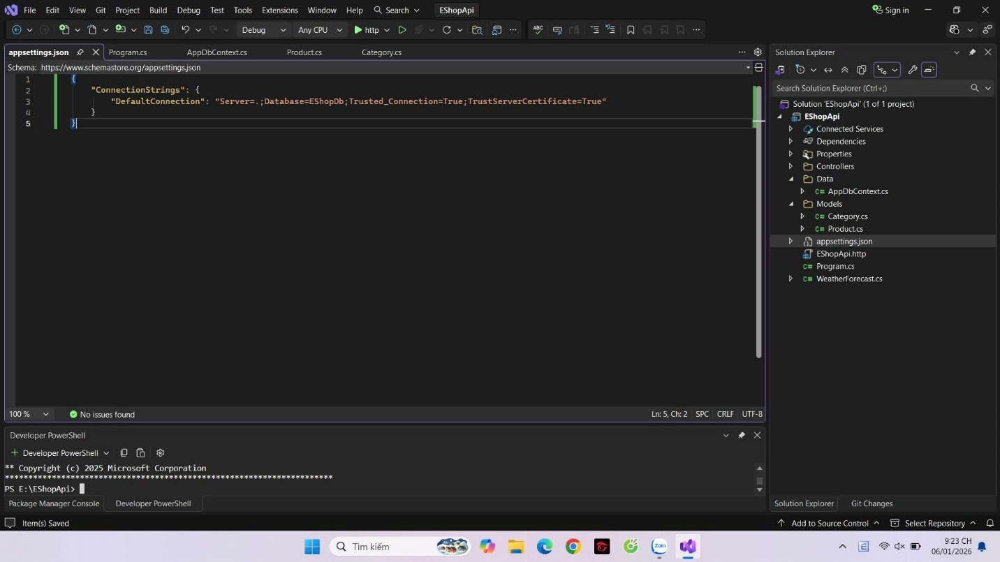 File Edit View Git Project Build Debug Test Tools Extensions Window Help Search EShopApi Sign in
Debug Any CPU http
appsettings.json Program.cs AppDbContext.cs Product.cs Category.cs
Schema: https://www.schemastore.org/appsettings.json
1 {
2 "ConnectionStrings": {
3 "DefaultConnection": "Server=.;Database=EShopDb;Trusted_Connection=True;TrustServerCertificate=True"
4 }
5 }
100 % No issues found Ln: 5, Ch: 2 SPC CRLF UTF-8
Developer PowerShell
+ Developer PowerShell
** Copyright (c) 2025 Microsoft Corporation
**********************************************************************
PS E:\EShopApi>
Package Manager Console Developer PowerShell
Solution Explorer
Search Solution Explorer (Ctrl+;)
Solution 'EShopApi' (1 of 1 project)
EShopApi
Connected Services
Dependencies
Properties
Controllers
Data
C# AppDbContext.cs
Models
C# Category.cs
C# Product.cs
appsettings.json
EShopApi.http
C# Program.cs
C# WeatherForecast.cs
Solution Explorer Git Changes
Item(s) Saved Add to Source Control Select Repository
Tìm kiếm Zalo 9:23 CH
06/01/2026